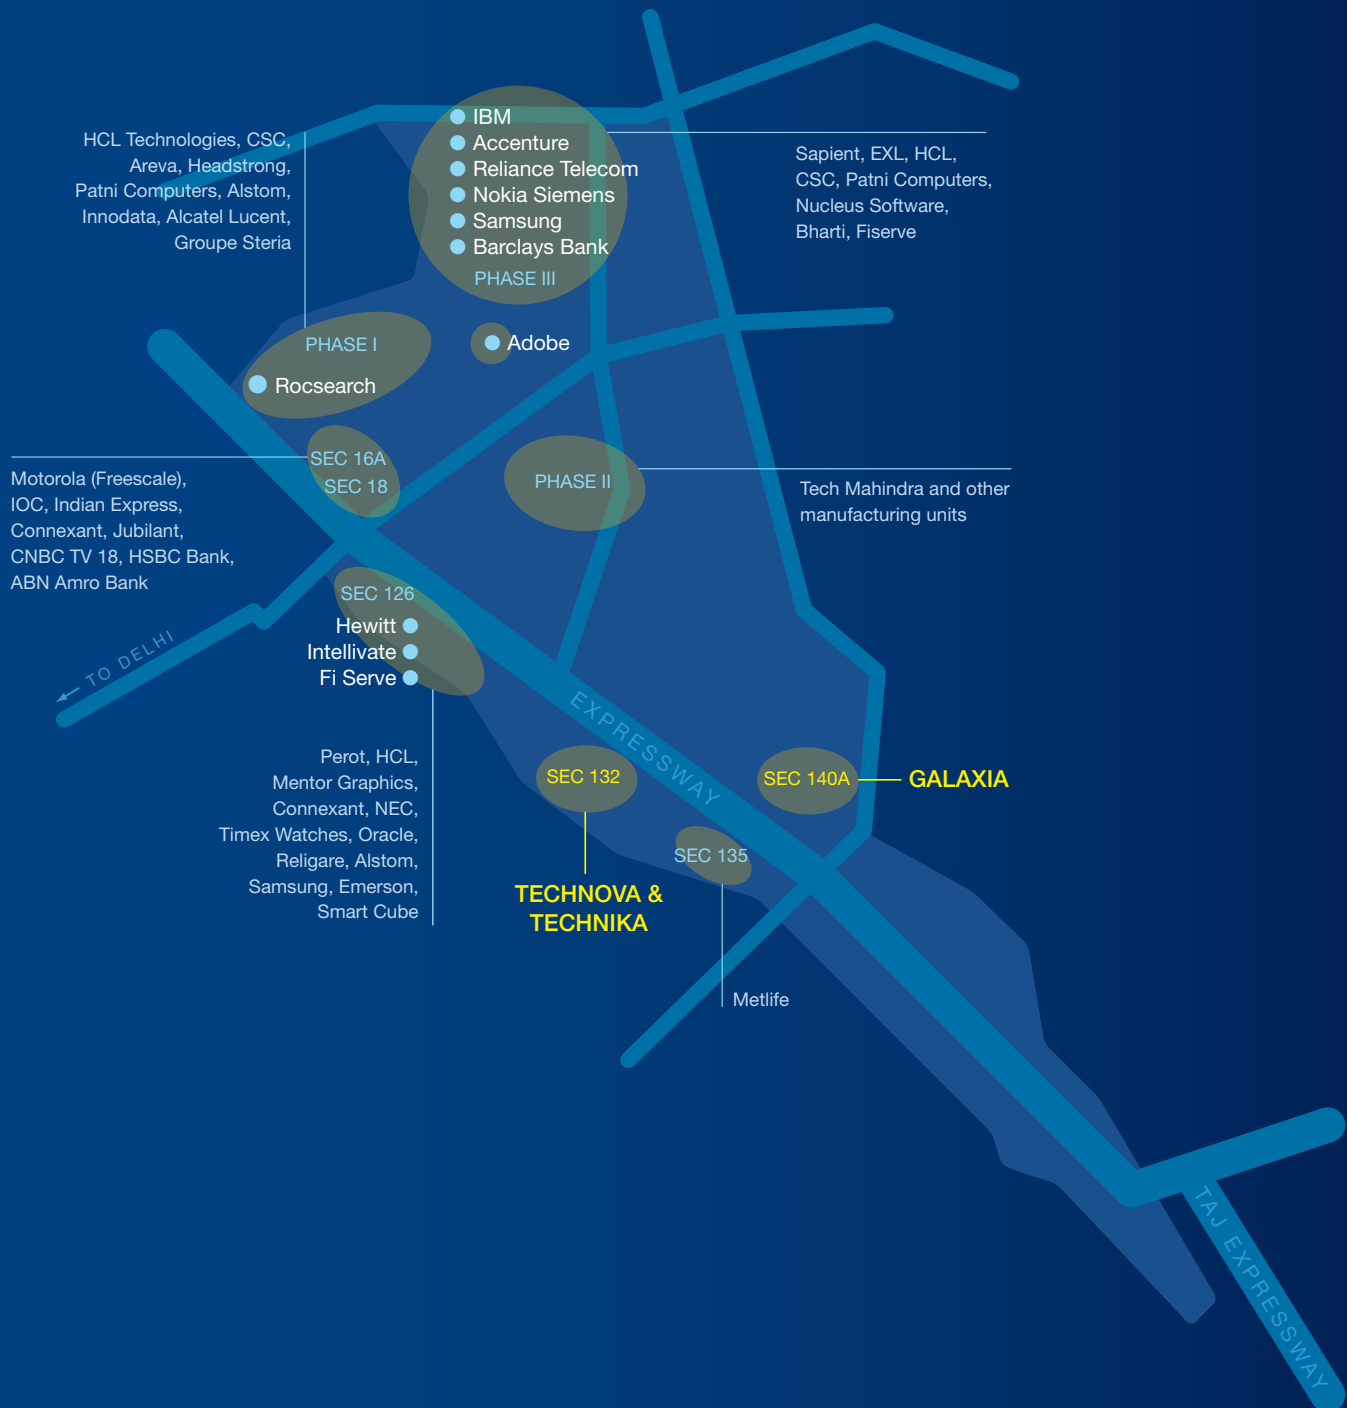 HCL Technologies, CSC,
Areva, Headstrong,
Patni Computers, Alstom,
Innodata, Alcatel Lucent,
Groupe Steria
IBM
Accenture
Reliance Telecom
Nokia Siemens
Samsung
Barclays Bank
PHASE III
Sapient, EXL, HCL,
CSC, Patni Computers,
Nucleus Software,
Bharti, Fiserve
PHASE I
Rocsearch
Adobe
SEC 16A
SEC 18
Motorola (Freescale),
IOC, Indian Express,
Connexant, Jubilant,
CNBC TV 18, HSBC Bank,
ABN Amro Bank
PHASE II
Tech Mahindra and other
manufacturing units
SEC 126
Hewitt
Intellivate
Fi Serve
TO DELHI
EXPRESSWAY
Perot, HCL,
Mentor Graphics,
Connexant, NEC,
Timex Watches, Oracle,
Religare, Alstom,
Samsung, Emerson,
Smart Cube
SEC 132
TECHNOVA &
TECHNIKA
SEC 140A
GALAXIA
SEC 135
Metlife
TAJ EXPRESSWAY